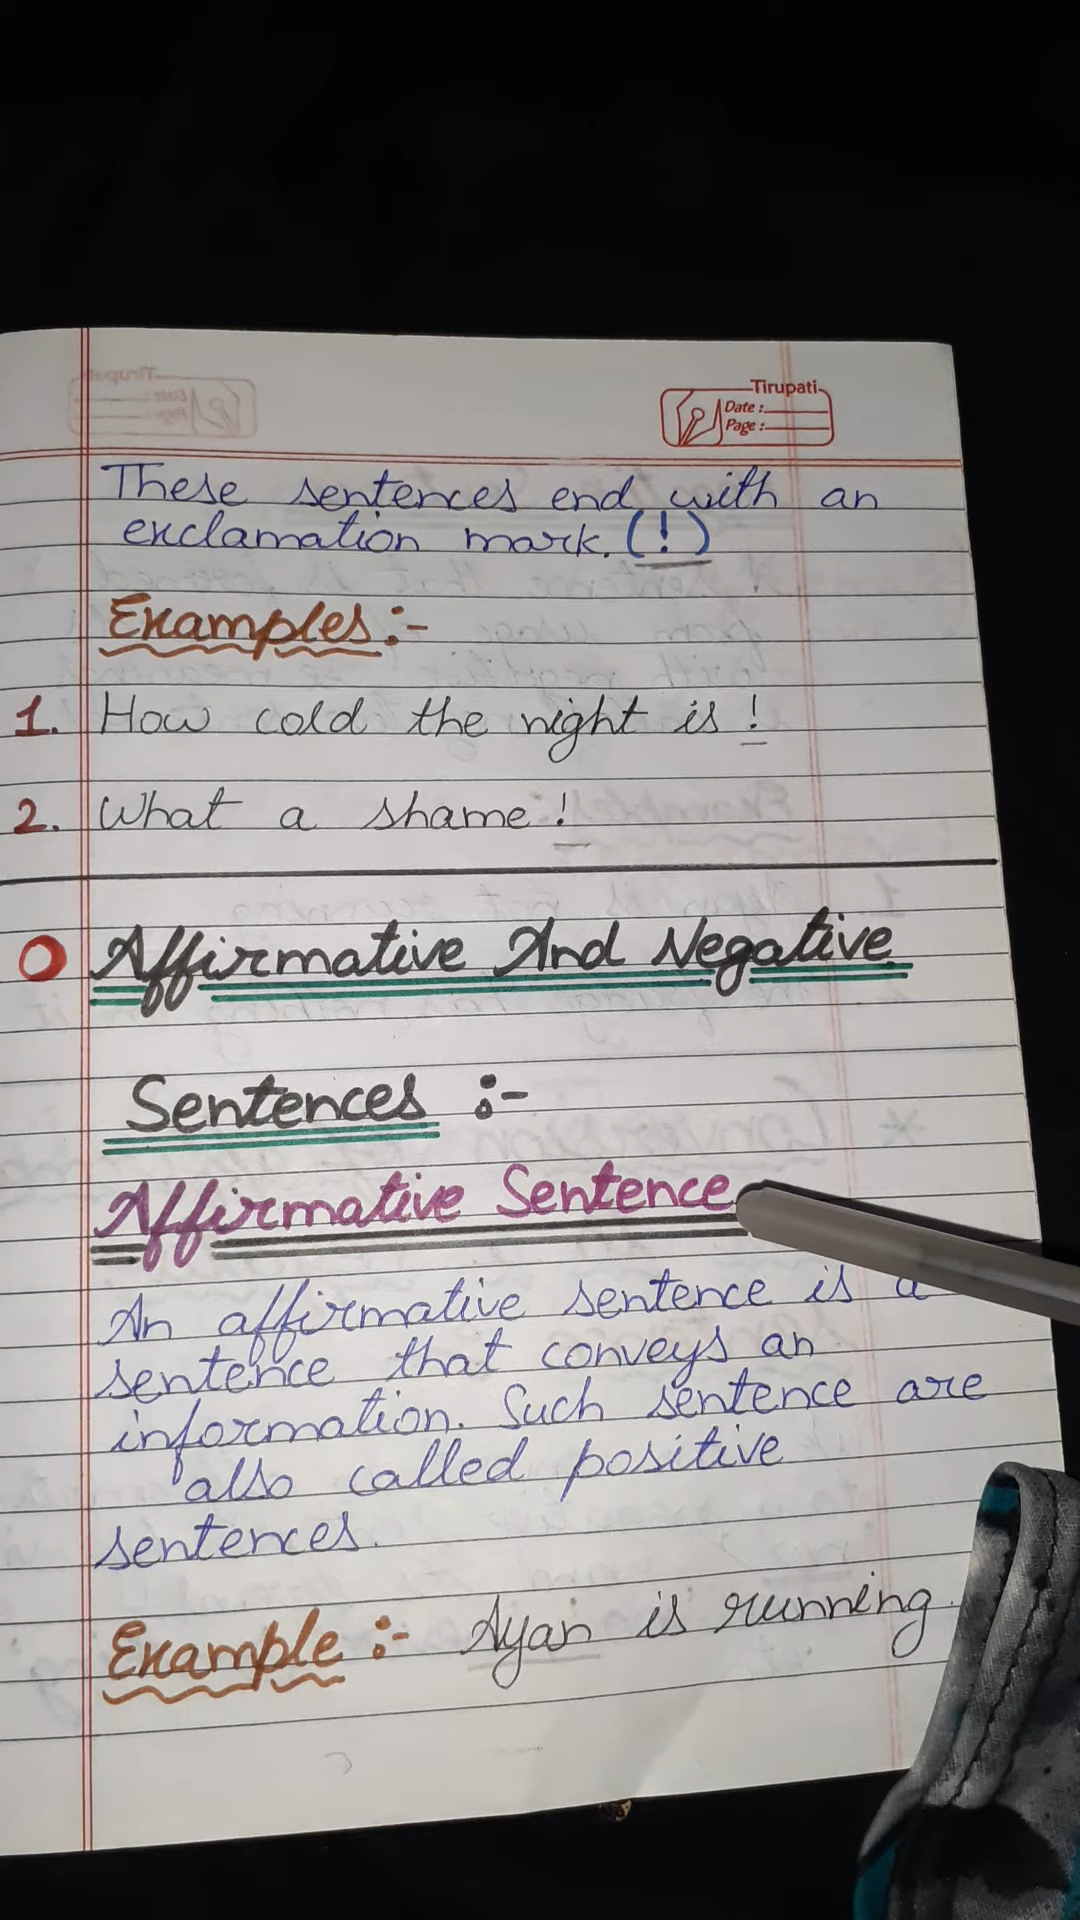 Tirupati
Date :
Page :
These sentences end with an
exclamation mark. (!)
Examples :-
1. How cold the night is !
2. What a shame !
Affirmative And Negative
Sentences :-
Affirmative Sentence
An affirmative sentence is a
sentence that conveys an
information. Such sentence are
also called positive
sentences.
Example :- Ayan is running.